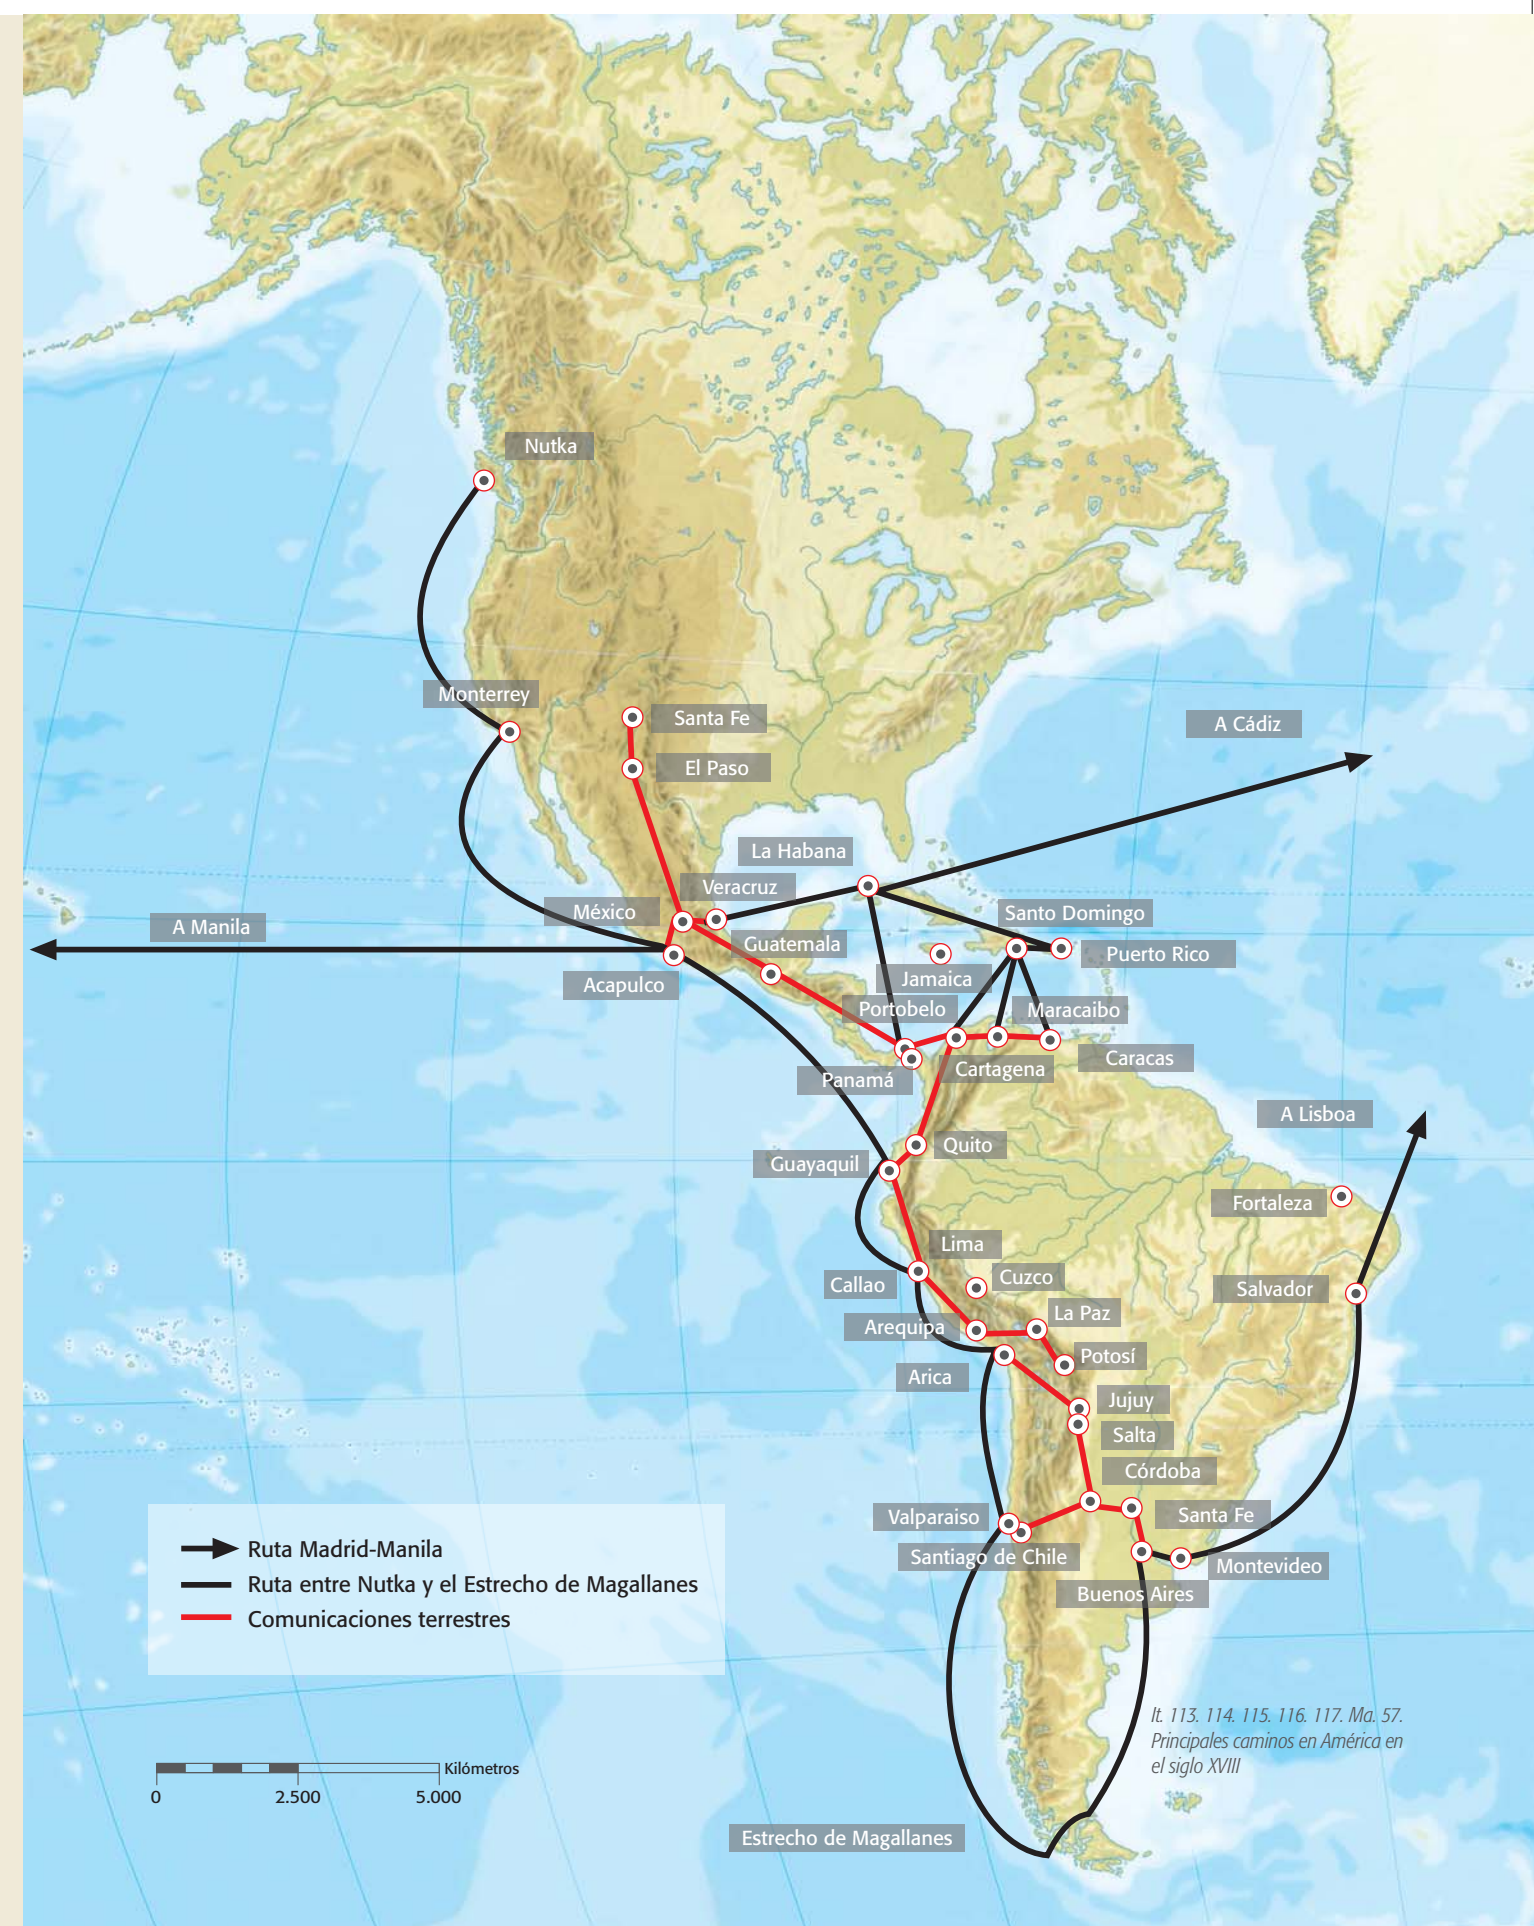 Nutka
Monterrey
Santa Fe
A Cádiz
El Paso
La Habana
Veracruz
México
Santo Domingo
A Manila
Guatemala
Puerto Rico
Acapulco
Jamaica
Portobelo
Maracaibo
Caracas
Cartagena
Panamá
A Lisboa
Quito
Guayaquil
Fortaleza
Lima
Cuzco
Callao
Salvador
La Paz
Arequipa
Potosí
Arica
Jujuy
Salta
Córdoba
Valparaiso
Santa Fe
Santiago de Chile
Montevideo
Buenos Aires
Ruta Madrid-Manila
Ruta entre Nutka y el Estrecho de Magallanes
Comunicaciones terrestres
It. 113. 114. 115. 116. 117. Ma. 57.
Principales caminos en América en
el siglo XVIII
Kilómetros
0 2.500 5.000
Estrecho de Magallanes